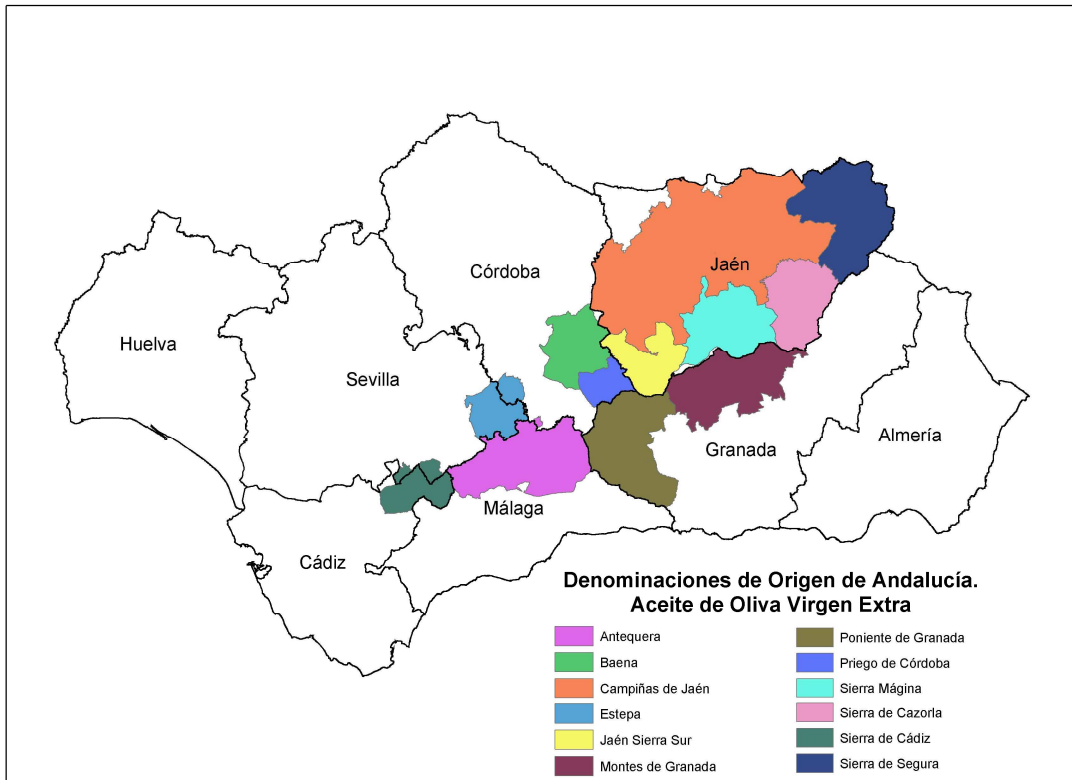 Jaén
Córdoba
Huelva
Sevilla
Almería
Granada
Málaga
Cádiz
Denominaciones de Origen de Andalucía.
Aceite de Oliva Virgen Extra
Antequera
Baena
Campiñas de Jaén
Estepa
Jaén Sierra Sur
Montes de Granada
Poniente de Granada
Priego de Córdoba
Sierra Mágina
Sierra de Cazorla
Sierra de Cádiz
Sierra de Segura